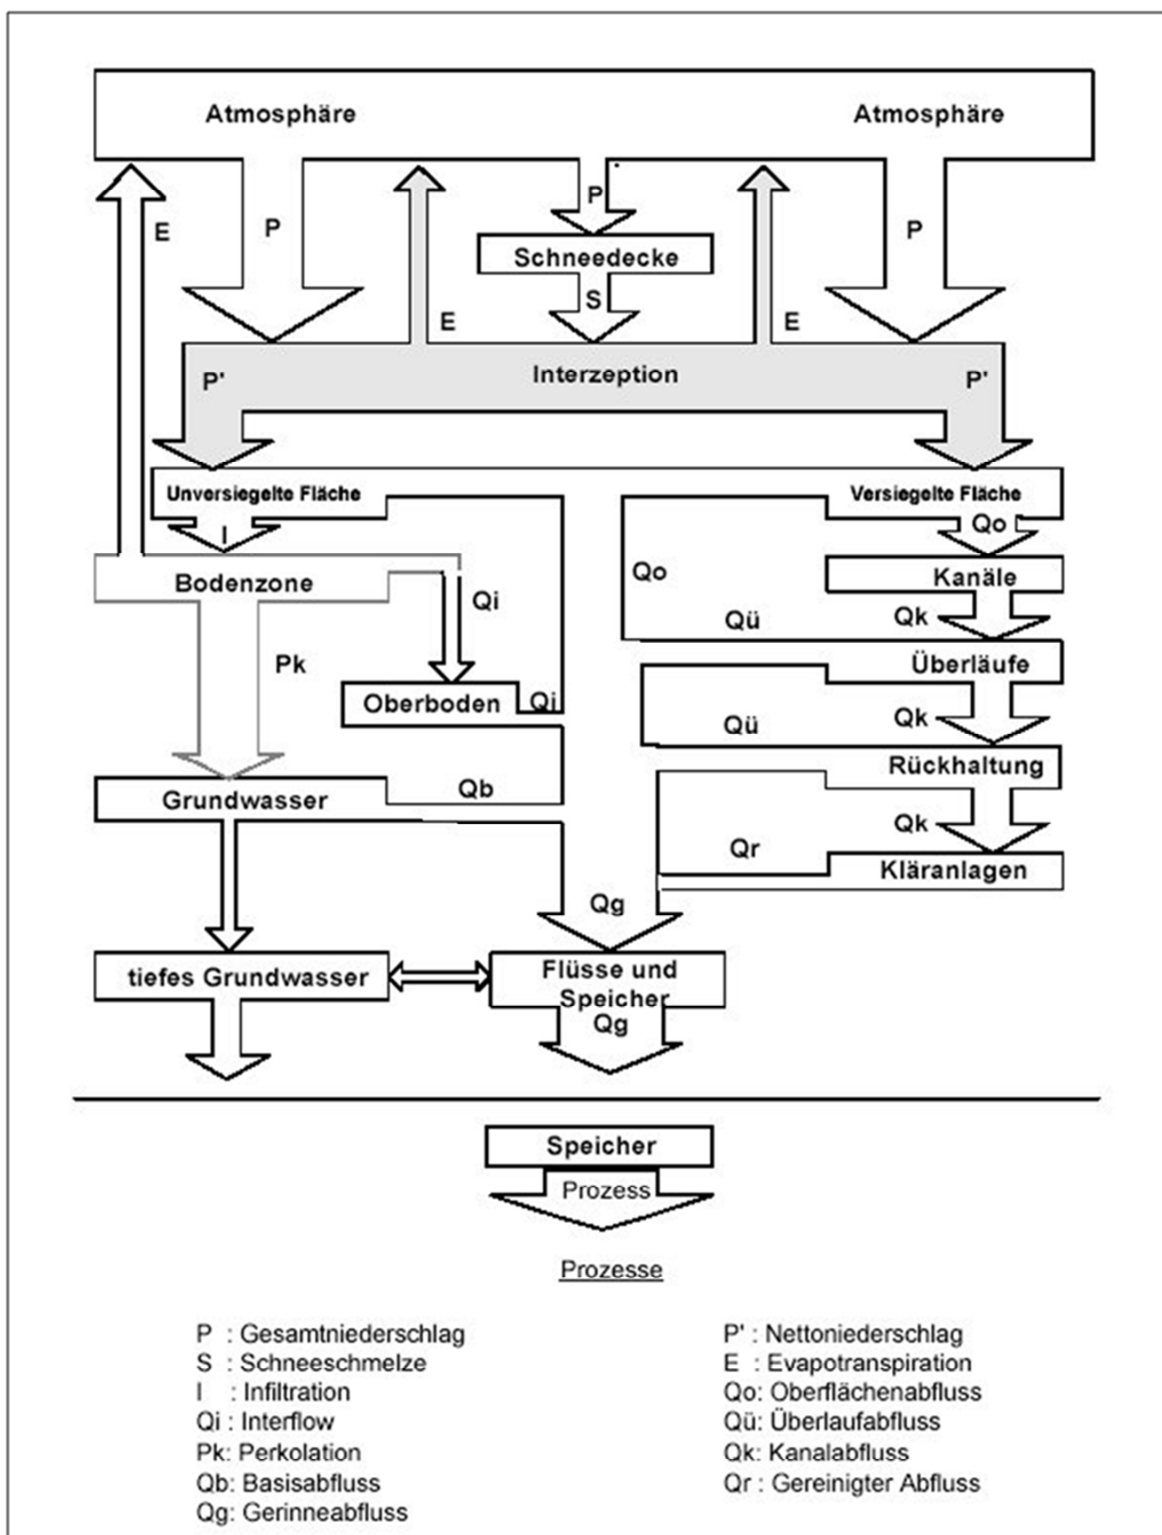 Atmosphäre Atmosphäre
P
E P P
Schneedecke
S
E E
Interzeption
P' P'
Unversiegelte Fläche Versiegelte Fläche
Qo
I
Qo
Bodenzone Kanäle
Qi
Qü Qk
Pk Überläufe
Oberboden Qi
Qü Qk
Rückhaltung
Qb
Grundwasser
Qk
Qr
Kläranlagen
Qg
tiefes Grundwasser
Flüsse und
Speicher
Qg
Speicher
Prozess
Prozesse
P : Gesamtniederschlag
S : Schneeschmelze
I : Infiltration
Qi : Interflow
Pk: Perkolation
Qb: Basisabfluss
Qg: Gerinneabfluss
P' : Nettoniederschlag
E : Evapotranspiration
Qo: Oberflächenabfluss
Qü: Überlaufabfluss
Qk: Kanalabfluss
Qr : Gereinigter Abfluss